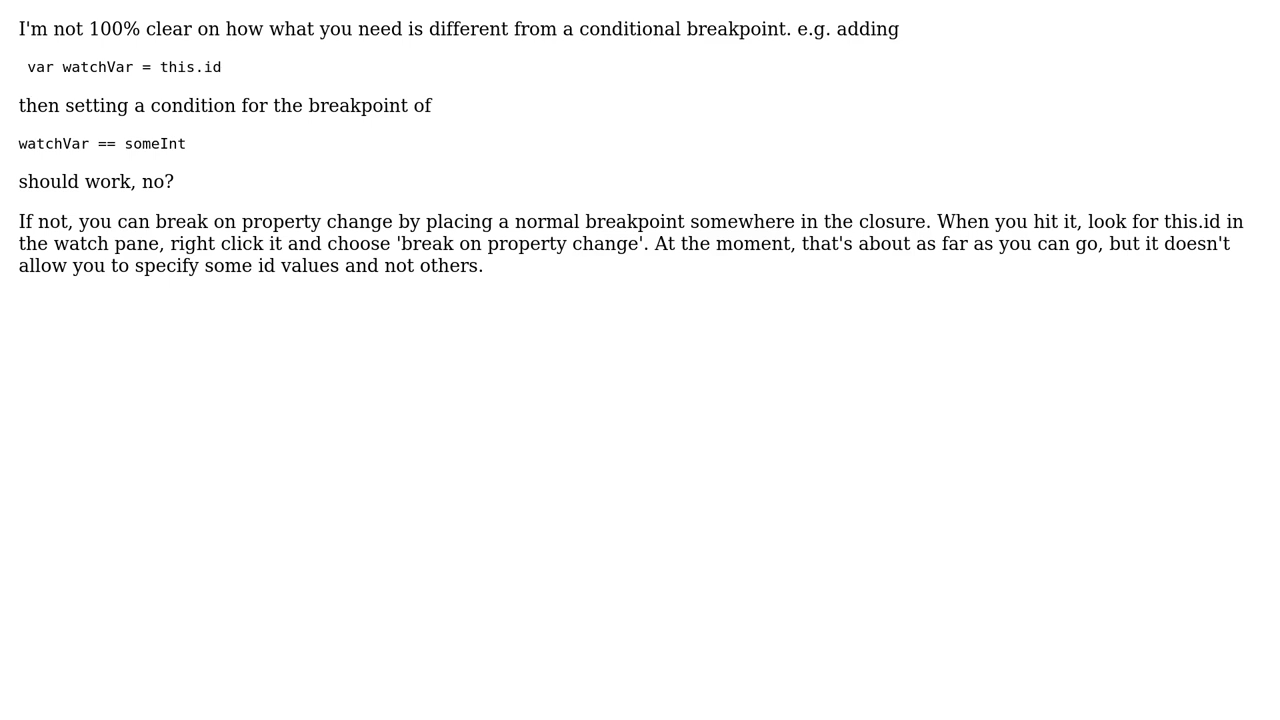 I'm not 100% clear on how what you need is different from a conditional breakpoint. e.g. adding
var watchVar = this.id
then setting a condition for the breakpoint of
watchVar == someInt
should work, no?
If not, you can break on property change by placing a normal breakpoint somewhere in the closure. When you hit it, look for this.id in
the watch pane, right click it and choose 'break on property change'. At the moment, that's about as far as you can go, but it doesn't
allow you to specify some id values and not others.